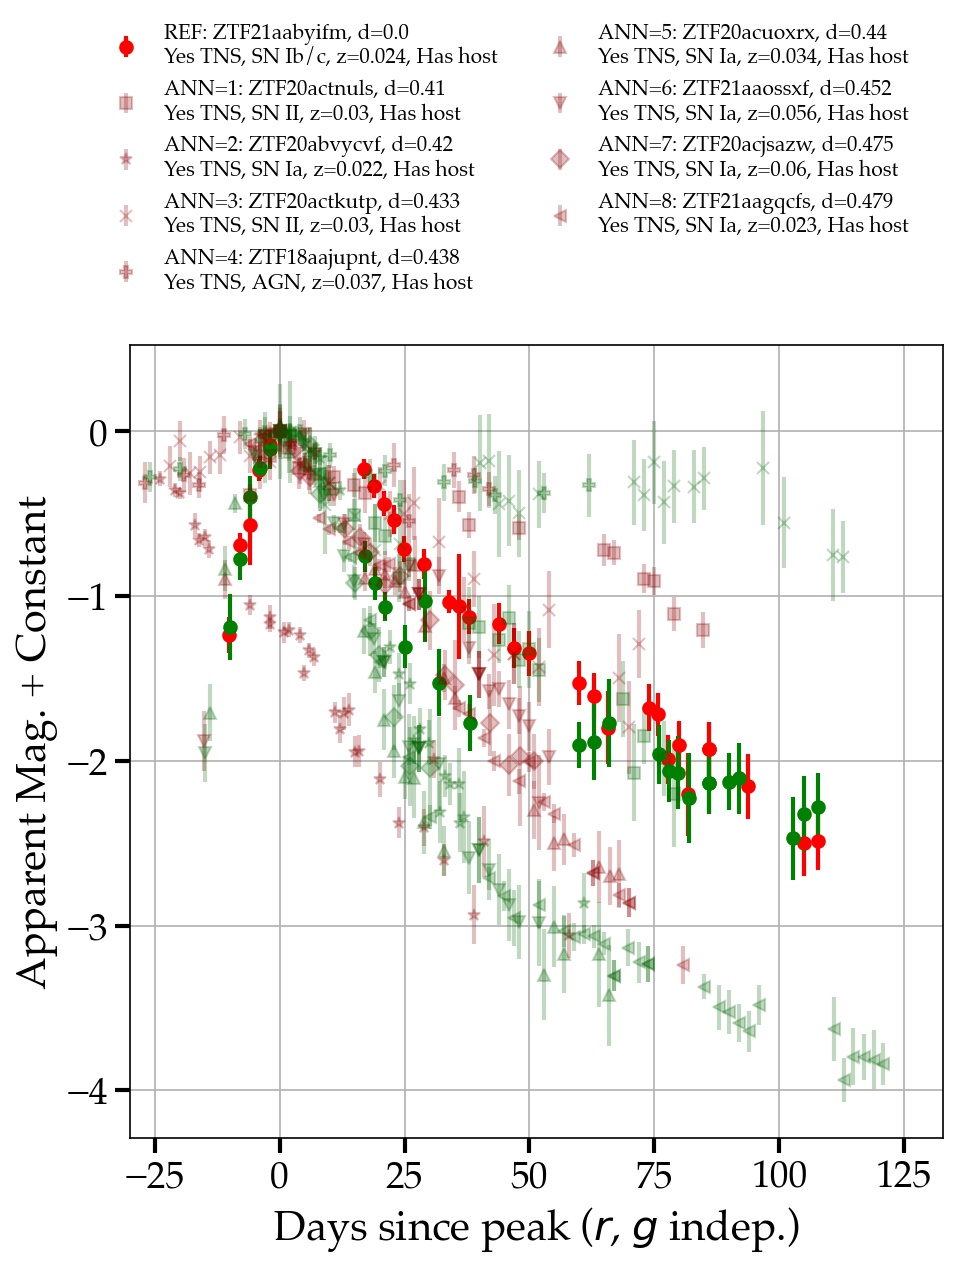 REF: ZTF21aabyifm, d=0.0
Yes TNS, SN Ib/c, z=0.024, Has host
ANN=1: ZTF20actnuls, d=0.41
Yes TNS, SN II, z=0.03, Has host
ANN=2: ZTF20abvycvf, d=0.42
Yes TNS, SN Ia, z=0.022, Has host
ANN=3: ZTF20actkutp, d=0.433
Yes TNS, SN II, z=0.03, Has host
ANN=4: ZTF18aajupnt, d=0.438
Yes TNS, AGN, z=0.037, Has host
ANN=5: ZTF20acuoxrx, d=0.44
Yes TNS, SN Ia, z=0.034, Has host
ANN=6: ZTF21aaossxf, d=0.452
Yes TNS, SN Ia, z=0.056, Has host
ANN=7: ZTF20acjsazw, d=0.475
Yes TNS, SN Ia, z=0.06, Has host
ANN=8: ZTF21aagqcfs, d=0.479
Yes TNS, SN Ia, z=0.023, Has host
Apparent Mag. + Constant
0
−1
−2
−3
−4
−25 0 25 50 75 100 125
Days since peak (r, g indep.)